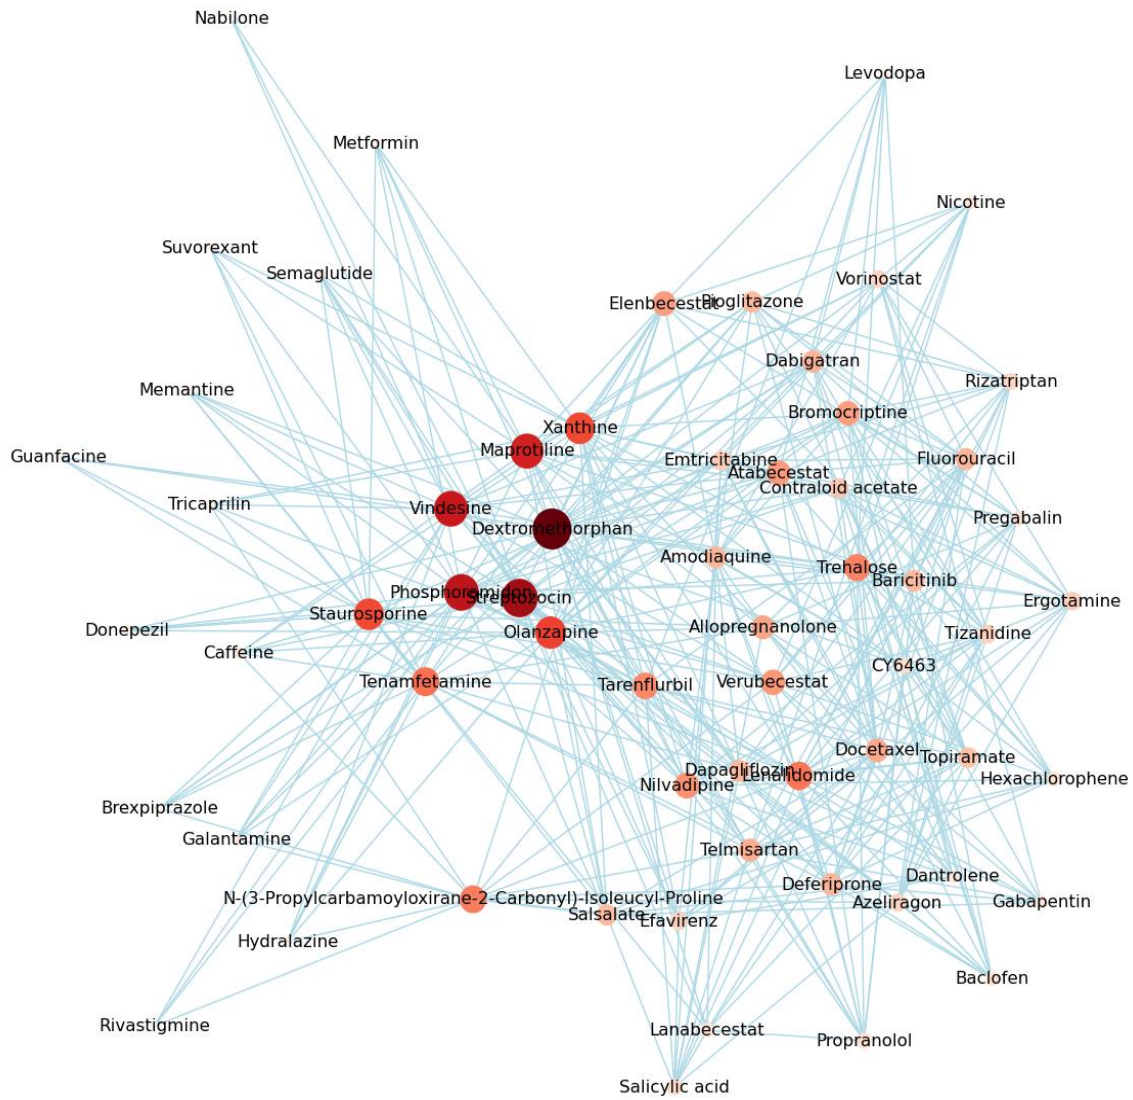 Nabilone
Levodopa
Metformin
Nicotine
Suvorexant
Semaglutide
Vorinostat
Elenbecestat
Pioglitazone
Dabigatran
Rizatriptan
Memantine
Bromocriptine
Xanthine
Maprotiline
Guanfacine
Emtricitabine
Fluorouracil
Atabecestat
Contraloid acetate
Tricaprilin
Vindesine
Pregabalin
Dextromethorphan
Amodiaquine
Trehalose
Baricitinib
Phosphoramidon
Streptozocin
Ergotamine
Staurosporine
Donepezil
Olanzapine
Allopregnanolone
Tizanidine
Caffeine
CY6463
Tenamfetamine
Tarenflurbil
Verubecestat
Docetaxel
Topiramate
Dapagliflozin
Lenalidomide
Hexachlorophene
Nilvadipine
Brexpiprazole
Galantamine
Telmisartan
Dantrolene
Deferiprone
N-(3-Propylcarbamoyloxirane-2-Carbonyl)-Isoleucyl-Proline
Azeliragon
Gabapentin
Salsalate
Efavirenz
Hydralazine
Baclofen
Rivastigmine
Lanabecestat
Propranolol
Salicylic acid